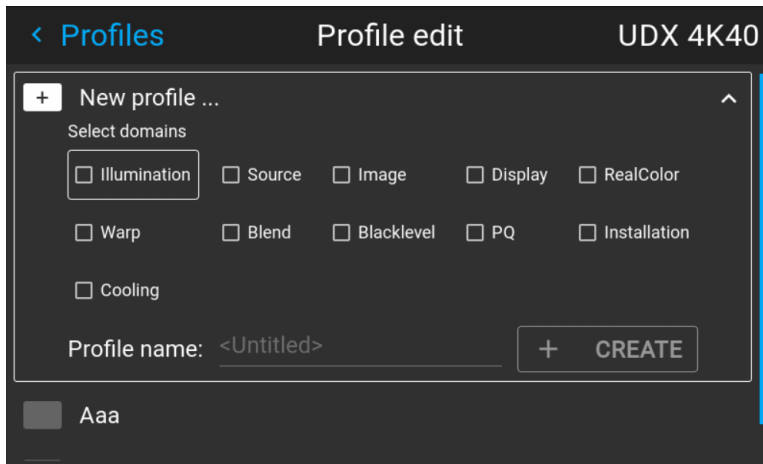 < Profiles Profile edit UDX 4K40
+ New profile ...
Select domains
Illumination Source Image Display RealColor
Warp Blend Blacklevel PQ Installation
Cooling
Profile name: <Untitled> + CREATE
Aaa